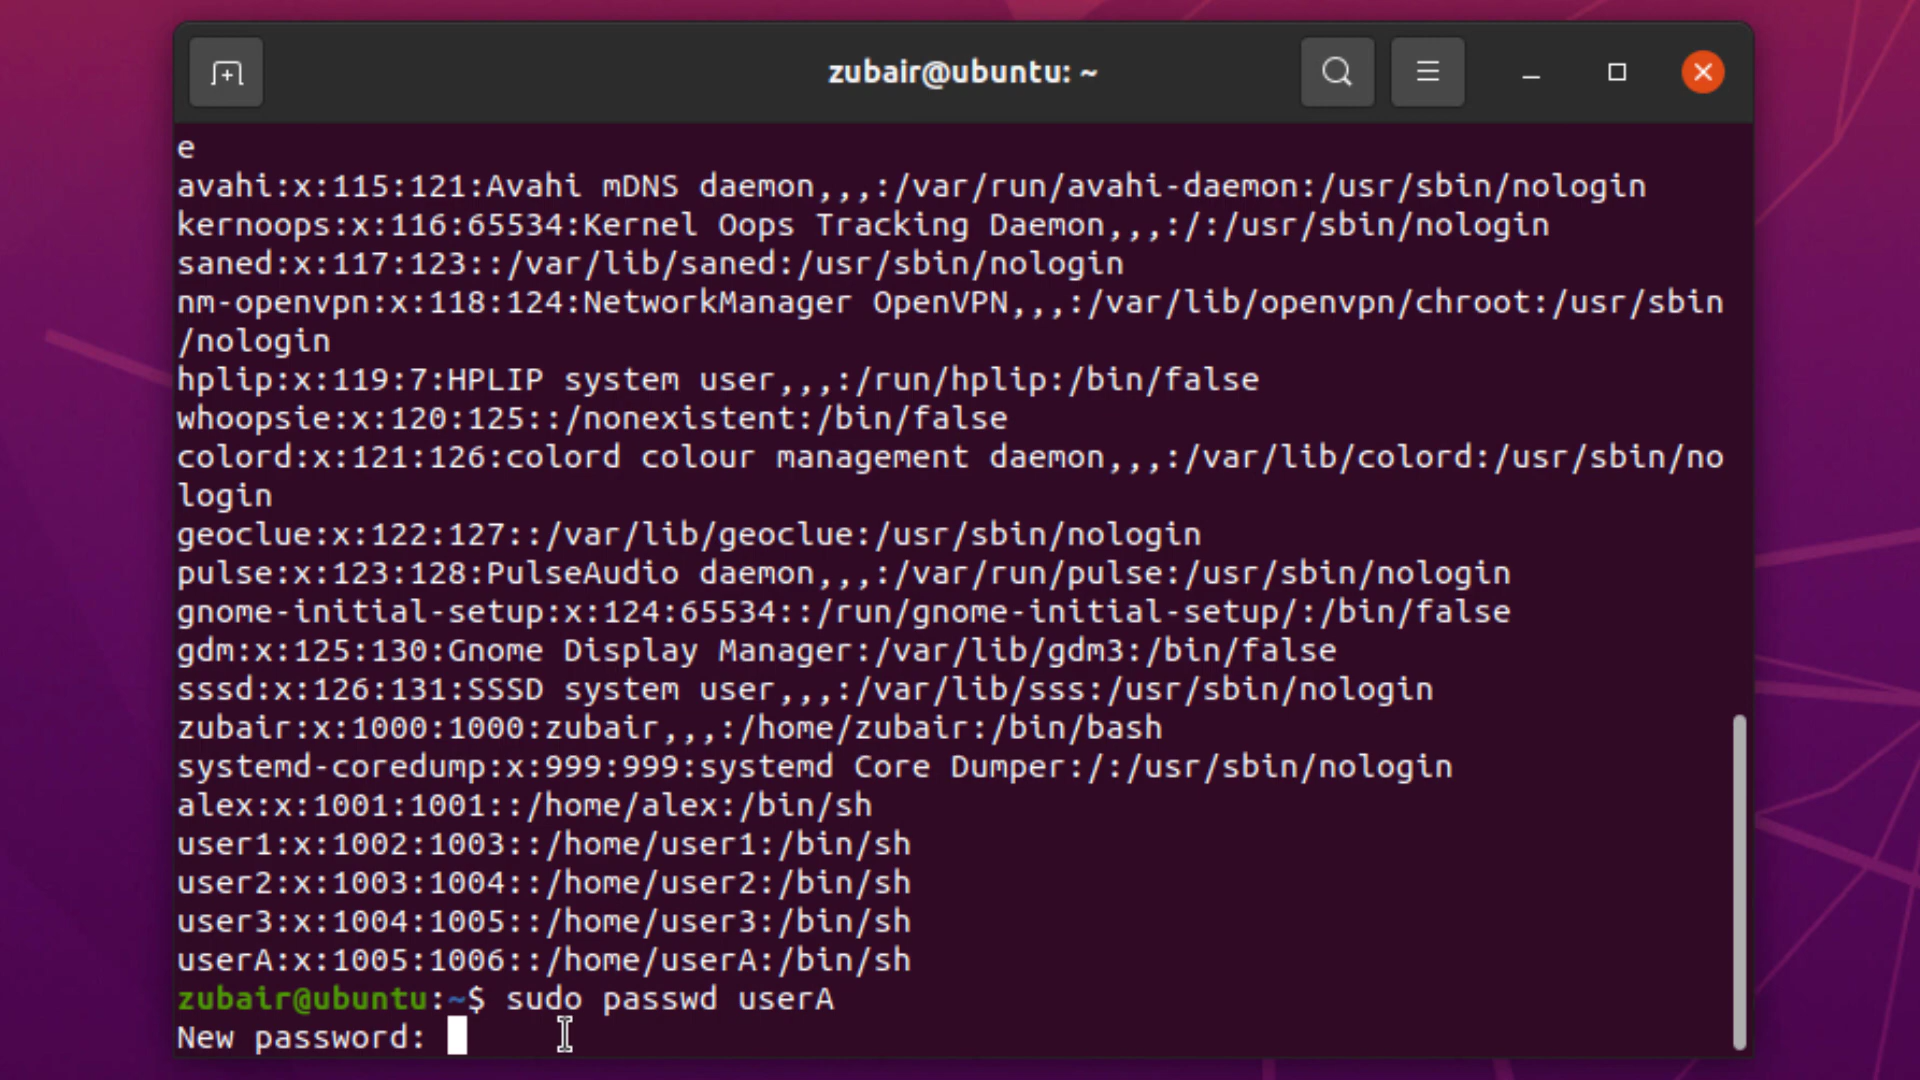 zubair@ubuntu: ~
e
avahi:x:115:121:Avahi mDNS daemon,,,:/var/run/avahi-daemon:/usr/sbin/nologin
kernoops:x:116:65534:Kernel Oops Tracking Daemon,,,:/:/usr/sbin/nologin
saned:x:117:123::/var/lib/saned:/usr/sbin/nologin
nm-openvpn:x:118:124:NetworkManager OpenVPN,,,:/var/lib/openvpn/chroot:/usr/sbin
/nologin
hplip:x:119:7:HPLIP system user,,,:/run/hplip:/bin/false
whoopsie:x:120:125::/nonexistent:/bin/false
colord:x:121:126:colord colour management daemon,,,:/var/lib/colord:/usr/sbin/no
login
geoclue:x:122:127::/var/lib/geoclue:/usr/sbin/nologin
pulse:x:123:128:PulseAudio daemon,,,:/var/run/pulse:/usr/sbin/nologin
gnome-initial-setup:x:124:65534::/run/gnome-initial-setup/:/bin/false
gdm:x:125:130:Gnome Display Manager:/var/lib/gdm3:/bin/false
sssd:x:126:131:SSSD system user,,,:/var/lib/sss:/usr/sbin/nologin
zubair:x:1000:1000:zubair,,,:/home/zubair:/bin/bash
systemd-coredump:x:999:999:systemd Core Dumper:/:/usr/sbin/nologin
alex:x:1001:1001::/home/alex:/bin/sh
user1:x:1002:1003::/home/user1:/bin/sh
user2:x:1003:1004::/home/user2:/bin/sh
user3:x:1004:1005::/home/user3:/bin/sh
userA:x:1005:1006::/home/userA:/bin/sh
zubair@ubuntu:~$ sudo passwd userA
New password: